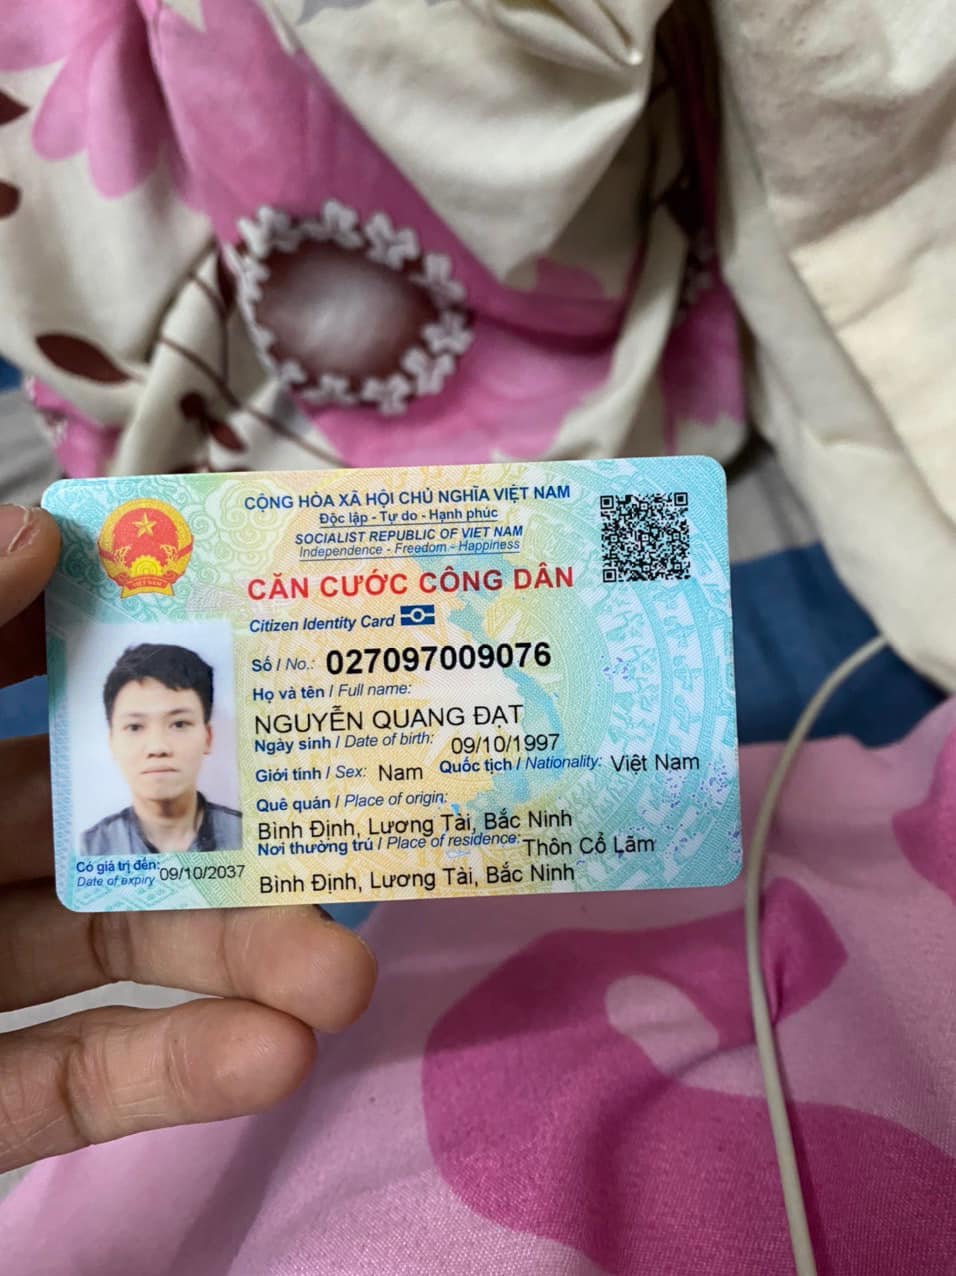 CỘNG HÒA XÃ HỘI CHỦ NGHĨA VIỆT NAM
Độc lập - Tự do - Hạnh phúc
SOCIALIST REPUBLIC OF VIET NAM
Independence - Freedom - Happiness
CĂN CƯỚC CÔNG DÂN
Citizen Identity Card
Số / No.: 027097009076
Họ và tên / Full name:
NGUYỄN QUANG ĐẠT
Ngày sinh / Date of birth: 09/10/1997
Giới tính / Sex: Nam Quốc tịch / Nationality: Việt Nam
Quê quán / Place of origin:
Bình Định, Lương Tài, Bắc Ninh
Nơi thường trú / Place of residence: Thôn Cổ Lãm
Bình Định, Lương Tài, Bắc Ninh
Có giá trị đến: 09/10/2037
Date of expiry
VIỆT NAM